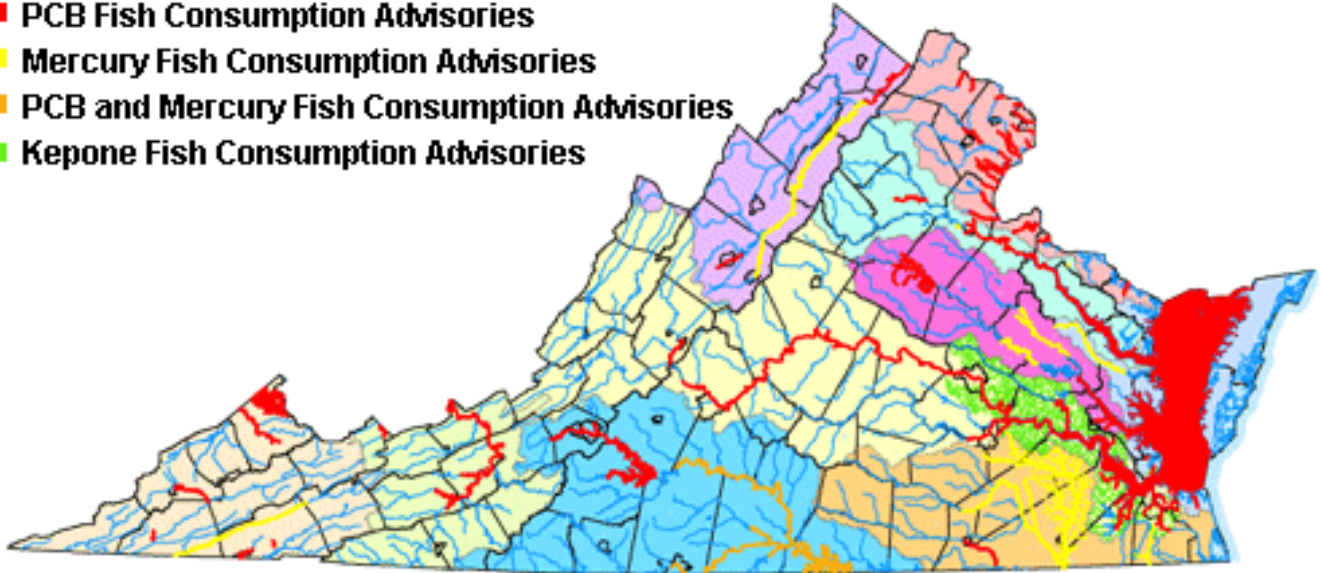 PCB Fish Consumption Advisories
Mercury Fish Consumption Advisories
PCB and Mercury Fish Consumption Advisories
Kepone Fish Consumption Advisories